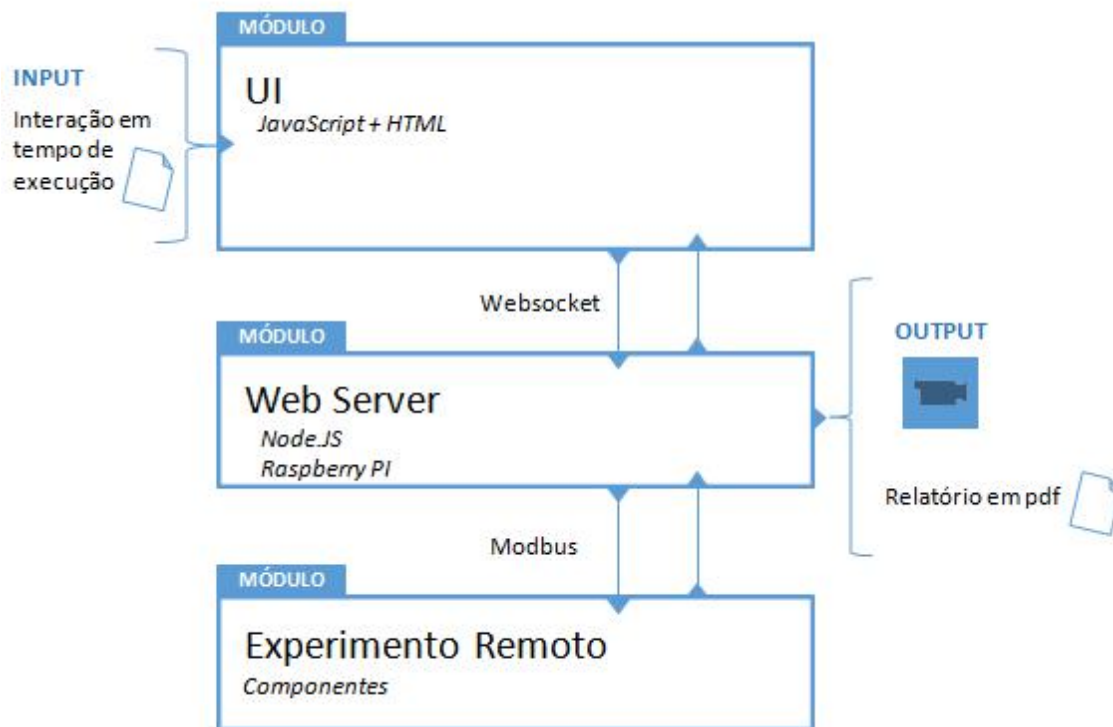 MÓDULO
UI
JavaScript + HTML
INPUT
Interação em
tempo de
execução
Websocket
MÓDULO
Web Server
Node.JS
Raspberry PI
OUTPUT
Relatório em pdf
Modbus
MÓDULO
Experimento Remoto
Componentes